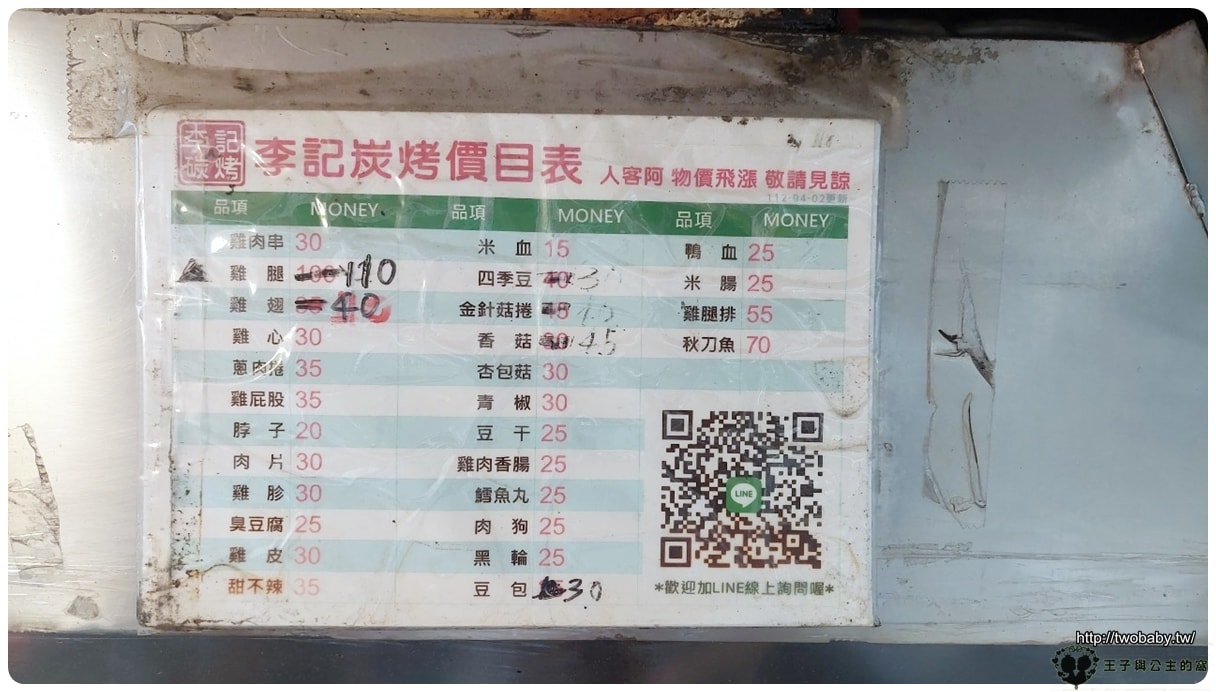 李記
碳烤
李記炭烤價目表 人客阿 物價飛漲 敬請見諒
112-04-02更新
品項 MONEY 品項 MONEY 品項 MONEY
雞肉串 30 米血 15 鴨血 25
雞腿 100 110 四季豆 40 30 米腸 25
雞翅 40 金針菇捲 45 雞腿排 55
雞心 30 香菇 45 秋刀魚 70
蔥肉捲 35 杏包菇 30
雞屁股 35 青椒 30
脖子 20 豆干 25
肉片 30 雞肉香腸 25
雞胗 30 鱈魚丸 25
臭豆腐 25 肉狗 25
雞皮 30 黑輪 25
甜不辣 35 豆包 30
LINE
*歡迎加LINE線上詢問喔*
http://twobaby.tw/
王子與公主的窩